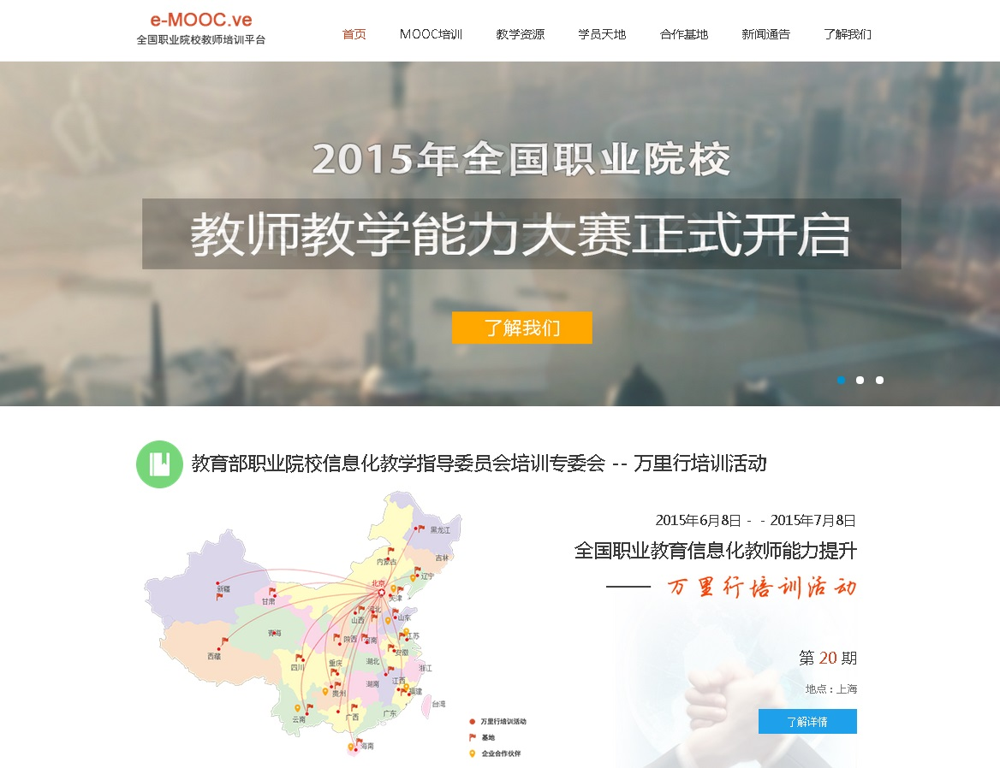 e-MOOC.ve
全国职业院校教师培训平台
首页 MOOC培训 教学资源 学员天地 合作基地 新闻通告 了解我们
2015年全国职业院校
教师教学能力大赛正式开启
了解我们
教育部职业院校信息化教学指导委员会培训专委会 -- 万里行培训活动
2015年6月8日 - - 2015年7月8日
全国职业教育信息化教师能力提升
万里行培训活动
第 20 期
地点：上海
了解详情
黑龙江
吉林
内蒙古
辽宁
北京
天津
新疆
甘肃
河北
山西
山东
青海
陕西
河南
江苏
西藏
安徽
四川
重庆
湖北
浙江
湖南
江西
贵州
福建
云南
广西
广东
台湾
海南
万里行培训活动
基地
企业合作伙伴